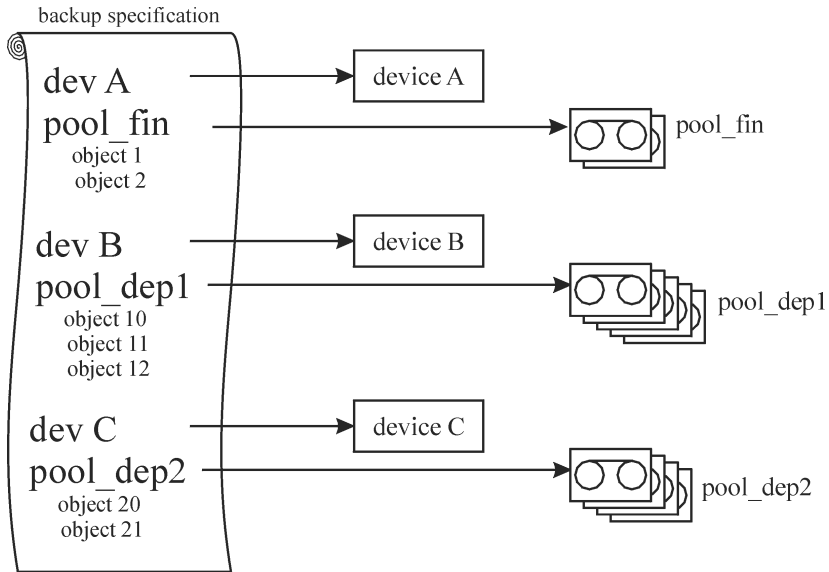 backup specification
dev A
device A
pool_fin
pool_fin
object 1
object 2
dev B
device B
pool_dep1
pool_dep1
object 10
object 11
object 12
dev C
device C
pool_dep2
pool_dep2
object 20
object 21